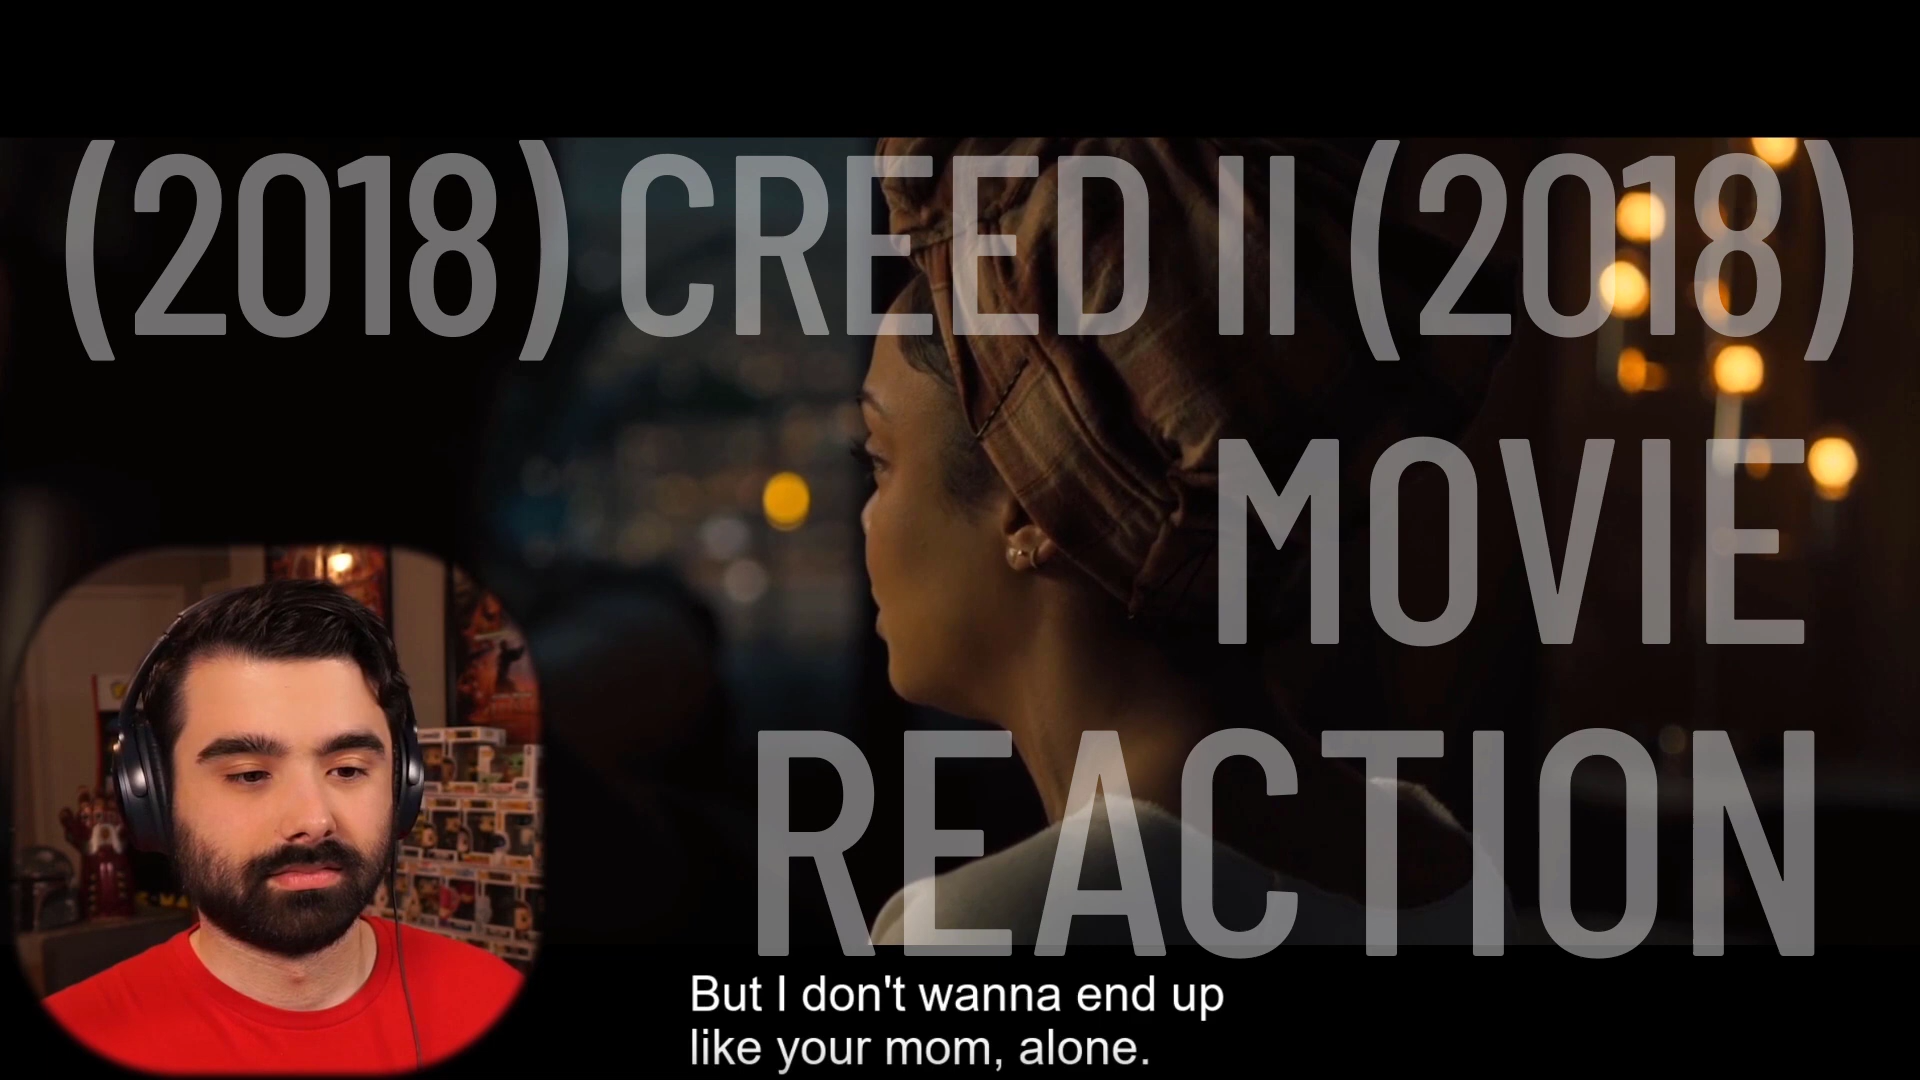 (2018) CREED II (2018)
MOVIE
REACTION
But I don't wanna end up
like your mom, alone.